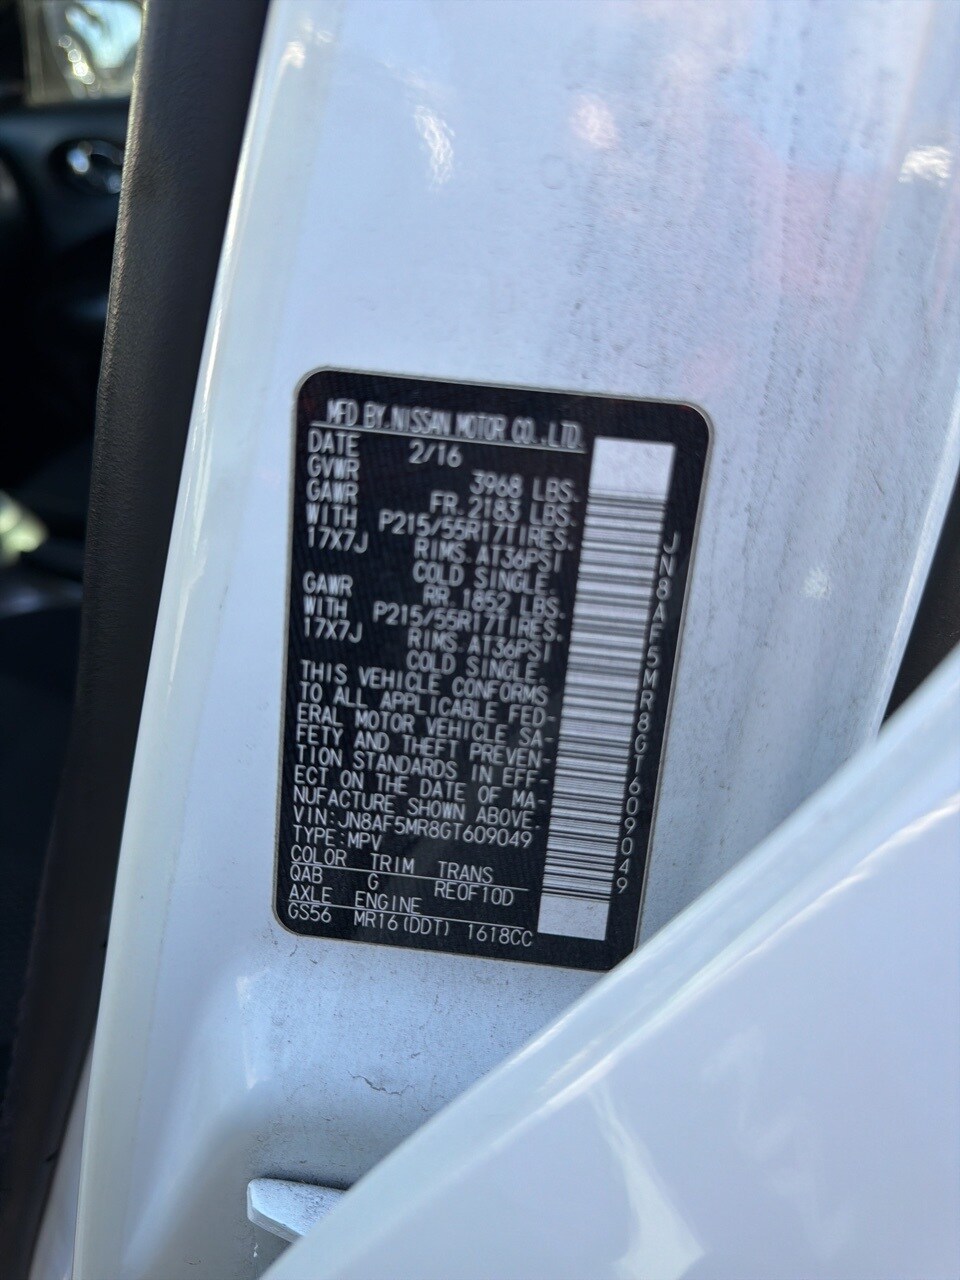 MFD BY NISSAN MOTOR CO.,LTD.
DATE 2/16
GVWR 3968 LBS.
GAWR FR. 2183 LBS.
WITH P215/55R17TIRES.
17X7J RIMS. AT36PSI
COLD SINGLE.
GAWR RR. 1852 LBS.
WITH P215/55R17TIRES.
17X7J RIMS. AT36PSI
COLD SINGLE.
THIS VEHICLE CONFORMS
TO ALL APPLICABLE FED-
ERAL MOTOR VEHICLE SA-
FETY AND THEFT PREVEN-
TION STANDARDS IN EFF-
ECT ON THE DATE OF MA-
NUFACTURE SHOWN ABOVE.
VIN:JN8AF5MR8GT609049
TYPE:MPV
COLOR TRIM TRANS
QAB G RE0F10D
AXLE ENGINE
GS56 MR16(DDT) 1618CC
JN8AF5MR8GT609049